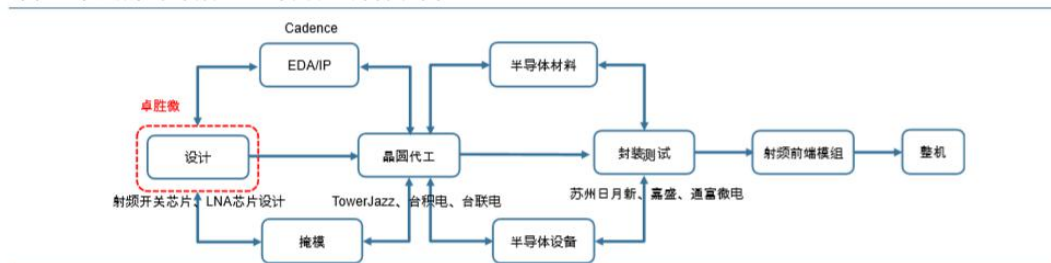 Cadence
EDA/IP
半导体材料
卓胜微
设计
晶圆代工
封装测试
射频前端模组
整机
射频开关芯片、LNA芯片设计
TowerJazz、台积电、台联电
苏州日月新、嘉盛、通富微电
掩模
半导体设备